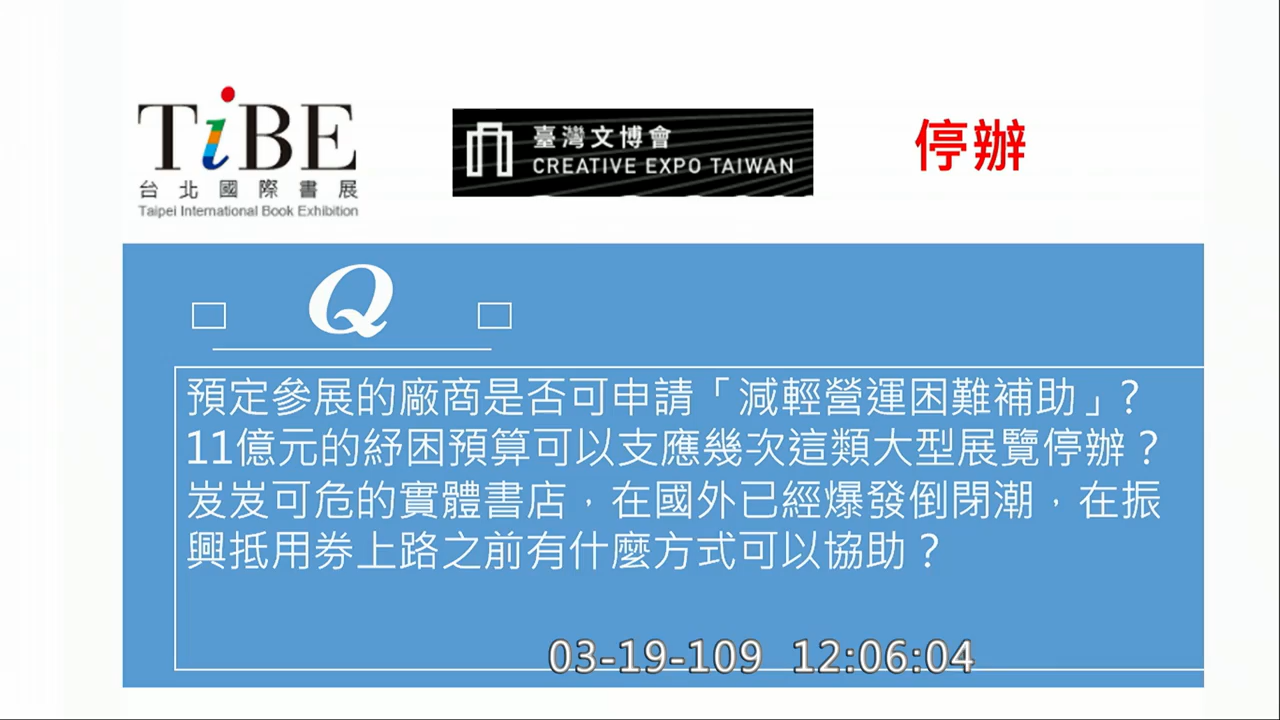 TiBE
台北國際書展
Taipei International Book Exhibition
臺灣文博會
CREATIVE EXPO TAIWAN
停辦
Q
預定參展的廠商是否可申請「減輕營運困難補助」?
11億元的紓困預算可以支應幾次這類大型展覽停辦？
岌岌可危的實體書店，在國外已經爆發倒閉潮，在振
興抵用券上路之前有什麼方式可以協助？
03-19-109 12:06:04